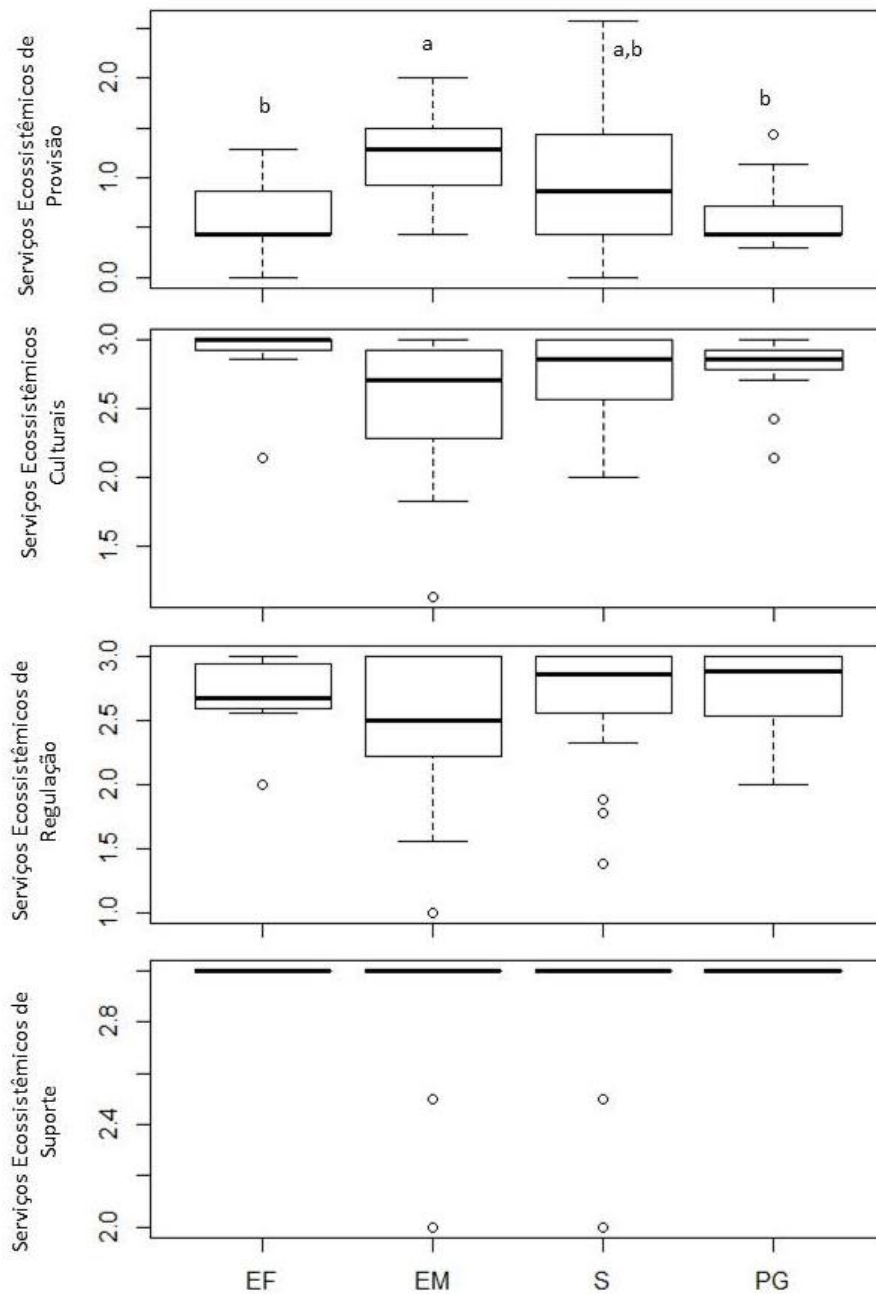 Serviços Ecossistêmicos de
Provisão
0.0
1.0
2.0
b
a
a,b
b
Serviços Ecossistêmicos
Culturais
1.5
2.0
2.5
3.0
Serviços Ecossistêmicos de
Regulação
1.0
1.5
2.0
2.5
3.0
Serviços Ecossistêmicos de
Suporte
2.0
2.4
2.8
EF
EM
S
PG